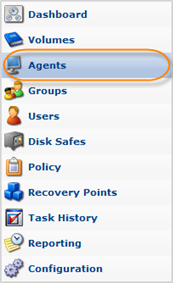 Dashboard
Volumes
Agents
Groups
Users
Disk Safes
Policy
Recovery Points
Task History
Reporting
Configuration